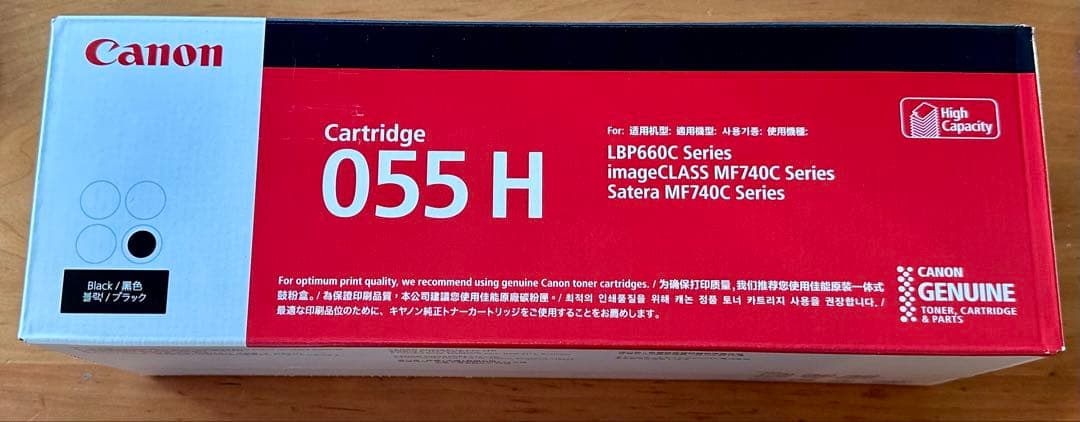 Canon
Cartridge
055 H
For: 适用机型: 適用機型: 사용기종: 使用機種:
LBP660C Series
imageCLASS MF740C Series
Satera MF740C Series
High
Capacity
Black / 黑色
블랙 / ブラック
For optimum print quality, we recommend using genuine Canon toner cartridges. / 为确保打印质量,我们推荐您使用佳能原装一体式
鼓粉盒。/ 為保證印刷品質,本公司建議您使用佳能原廠碳粉匣。/ 최적의 인쇄품질을 위해 캐논 정품 토너 카트리지 사용을 권장합니다. /
最適な印刷品位のために、キヤノン純正トナーカートリッジをご使用することをお薦めします。
CANON
GENUINE
TONER, CARTRIDGE
& PARTS